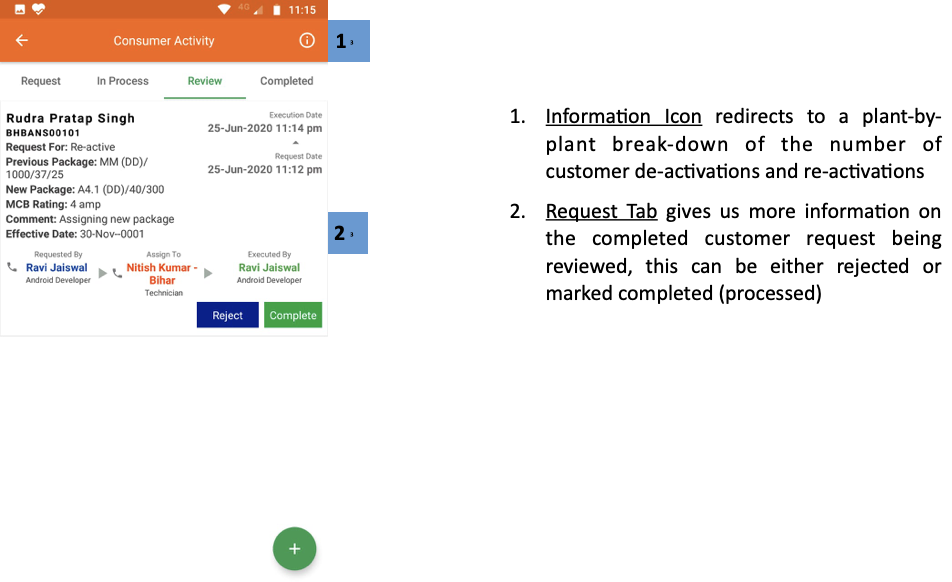 4G 11:15
Consumer Activity
1 3
Request In Process Review Completed
Rudra Pratap Singh
BHBANS00101
Request For: Re-active
Previous Package: MM (DD)/
1000/37/25
New Package: A4.1 (DD)/40/300
MCB Rating: 4 amp
Comment: Assigning new package
Effective Date: 30-Nov--0001
Execution Date
25-Jun-2020 11:14 pm
Request Date
25-Jun-2020 11:12 pm
2 3
Requested By
Ravi Jaiswal
Android Developer
Assign To
Nitish Kumar -
Bihar
Technician
Executed By
Ravi Jaiswal
Android Developer
Reject Complete
+
1. Information Icon redirects to a plant-by-
plant break-down of the number of
customer de-activations and re-activations
2. Request Tab gives us more information on
the completed customer request being
reviewed, this can be either rejected or
marked completed (processed)